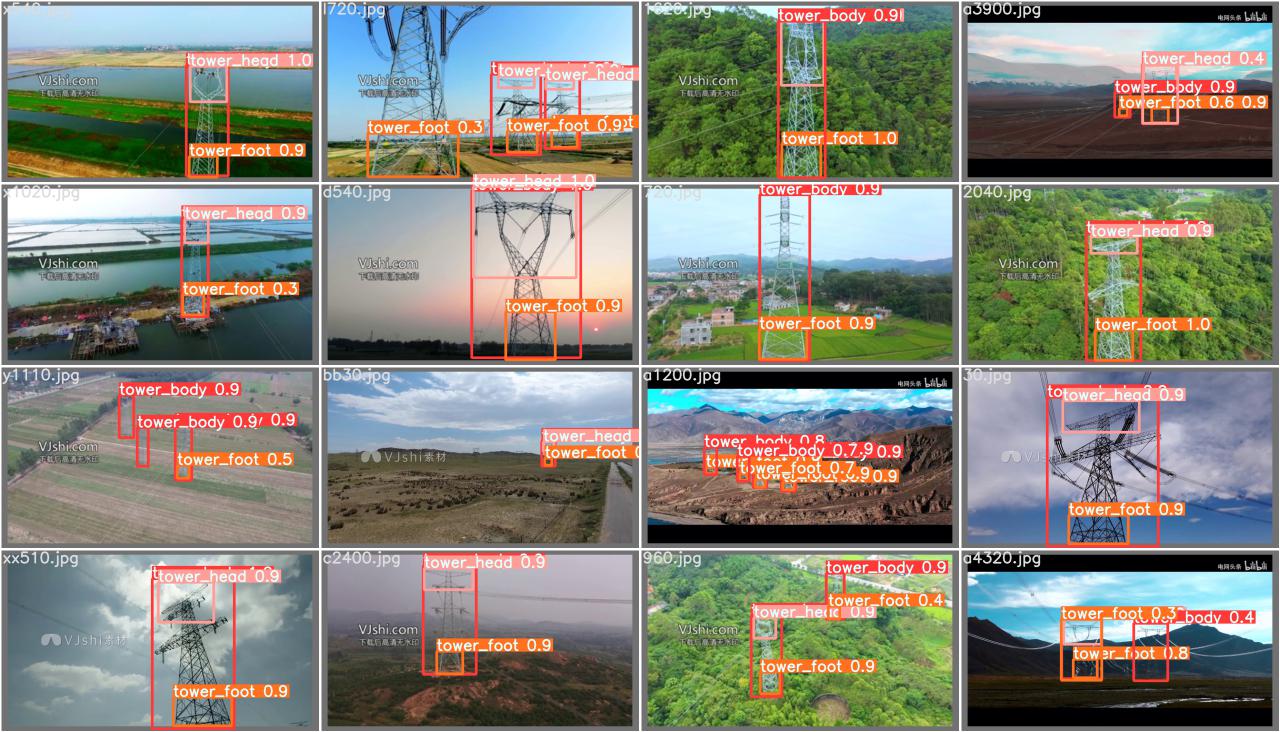 x540.jpg
tower_head 1.0
VJshi.com
下载后高清无水印
tower_foot 0.9
l720.jpg
tower_head
VJshi.com
下载后高清无水印
tower_foot 0.3
tower_foot 0.9
1620.jpg
tower_body 0.9
VJshi.com
下载后高清无水印
tower_foot 1.0
a3900.jpg
电网头条 bilibili
tower_head 0.4
tower_body 0.9
tower_foot 0.6 0.9
x1020.jpg
tower_head 0.9
VJshi.com
下载后高清无水印
tower_foot 0.3
d540.jpg
tower_head 1.0
VJshi.com
下载后高清无水印
tower_foot 0.9
720.jpg
tower_body 0.9
VJshi.com
下载后高清无水印
tower_foot 0.9
2040.jpg
tower_head 0.9
VJshi.com
下载后高清无水印
tower_foot 1.0
y1110.jpg
tower_body 0.9
tower_body 0.9 0.9
VJshi.com
下载后高清无水印
tower_foot 0.5
bb30.jpg
tower_head
VJshi素材
tower_foot
a1200.jpg
电网头条 bilibili
tower_body 0.8
tower_body 0.7 0.9
tower_foot 0.7
30.jpg
tower_head 0.9
VJshi素材
tower_foot 0.9
xx510.jpg
tower_head 0.9
VJshi素材
tower_foot 0.9
c2400.jpg
tower_head 0.9
VJshi.com
下载后高清无水印
tower_foot 0.9
960.jpg
tower_body 0.9
tower_foot 0.4
tower_head 0.9
VJshi.com
下载后高清无水印
tower_foot 0.9
a4320.jpg
电网头条 bilibili
tower_foot 0.3
tower_body 0.4
tower_foot 0.8